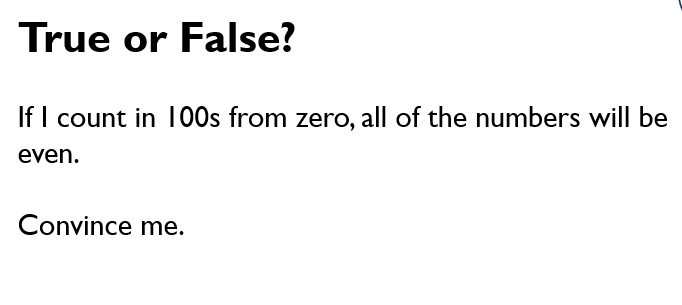 True or False?
If I count in 100s from zero, all of the numbers will be
even.
Convince me.